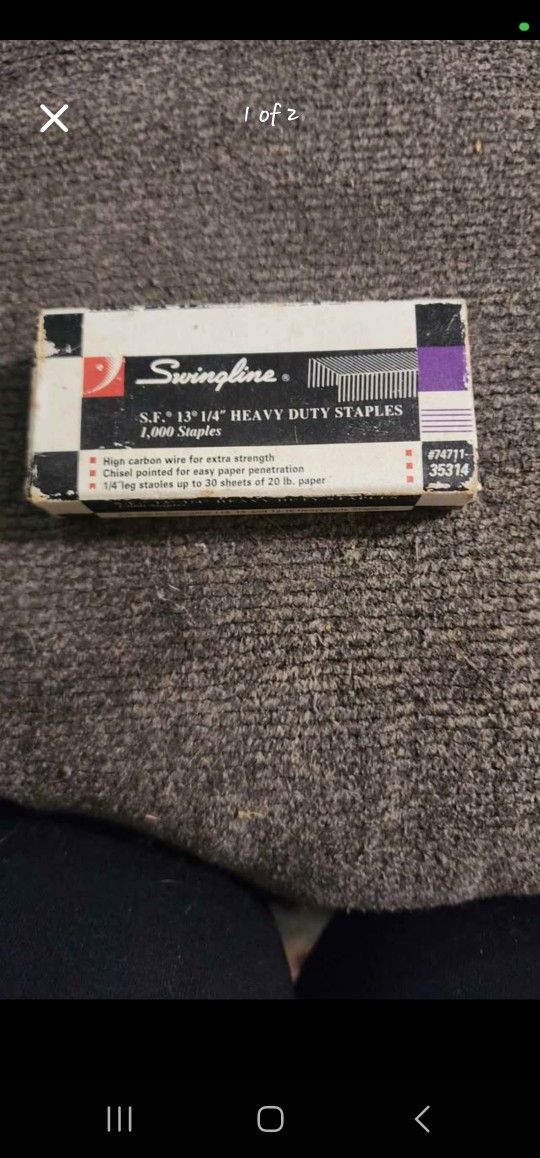 1 of 2
Swingline®
S.F.® 13® 1/4" HEAVY DUTY STAPLES
1,000 Staples
High carbon wire for extra strength
Chisel pointed for easy paper penetration
1/4"leg staples up to 30 sheets of 20 lb. paper
#74711-
35314